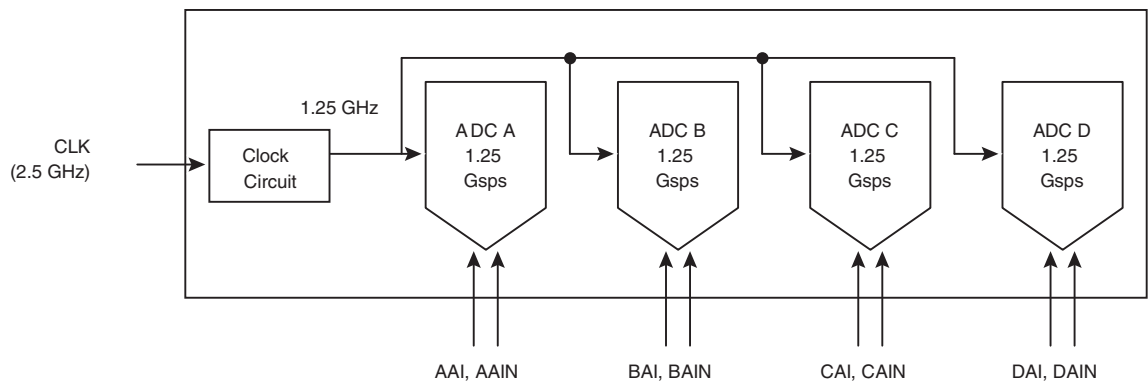 1.25 GHz
CLK
(2.5 GHz)
Clock
Circuit
ADC A
1.25
Gsps
ADC B
1.25
Gsps
ADC C
1.25
Gsps
ADC D
1.25
Gsps
AAI, AAIN
BAI, BAIN
CAI, CAIN
DAI, DAIN